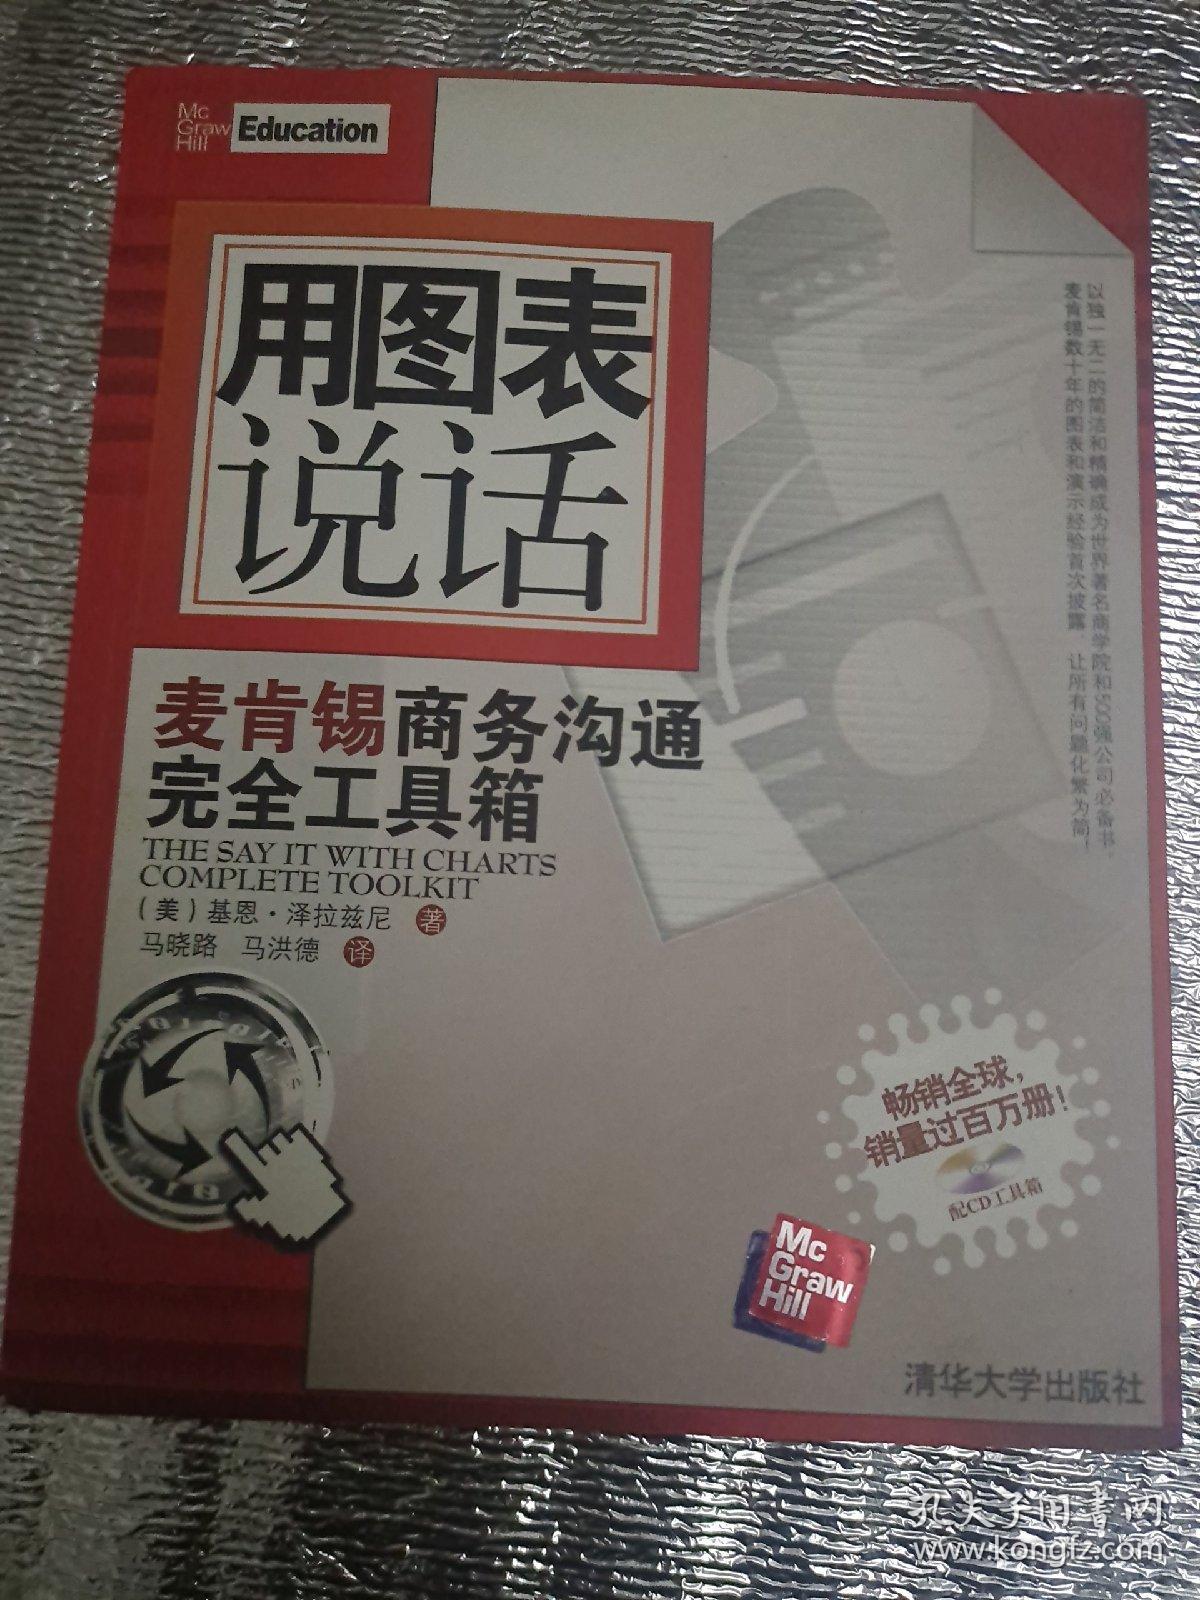 Mc
Graw
Hill
Education
用图表
说话
以独一无二的简洁和精确成为世界著名商学院和500强公司必备书。
麦肯锡数十年的图表和演示经验首次披露，让所有问题化繁为简！
麦肯锡商务沟通
完全工具箱
THE SAY IT WITH CHARTS
COMPLETE TOOLKIT
（美）基恩·泽拉兹尼 著
马晓路 马洪德 译
畅销全球，
销量过百万册！
配CD工具箱
Mc
Graw
Hill
清华大学出版社
孔夫子旧书网
www.kongfz.com